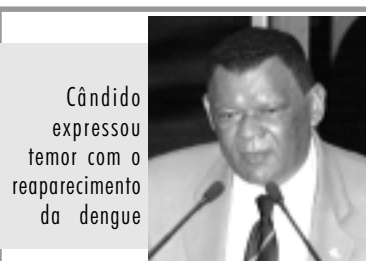 Cândido
expressou
temor com o
reaparecimento
da dengue